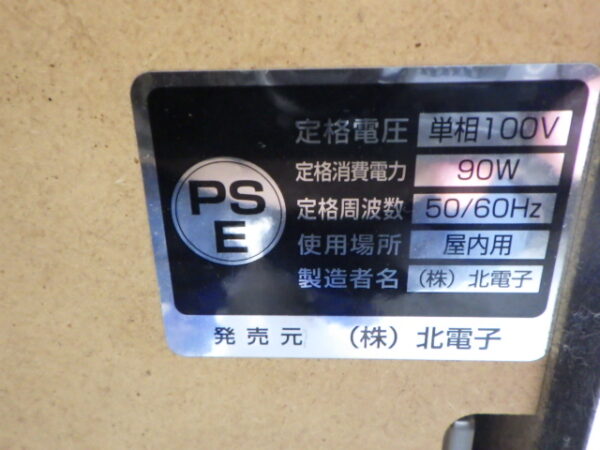 定格電圧 単相100V
定格消費電力 90W
定格周波数 50/60Hz
使用場所 屋内用
製造者名 (株) 北電子
PS
E
発売元 (株) 北電子